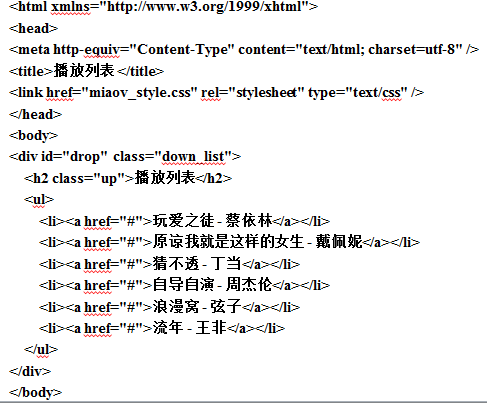 <html xmlns="http://www.w3.org/1999/xhtml">
<head>
<meta http-equiv="Content-Type" content="text/html; charset=utf-8" />
<title>播放列表</title>
<link href="miaov_style.css" rel="stylesheet" type="text/css" />
</head>
<body>
<div id="drop" class="down_list">
<h2 class="up">播放列表</h2>
<ul>
<li><a href="#">玩爱之徒 - 蔡依林</a></li>
<li><a href="#">原谅我就是这样的女生 - 戴佩妮</a></li>
<li><a href="#">猜不透 - 丁当</a></li>
<li><a href="#">自导自演 - 周杰伦</a></li>
<li><a href="#">浪漫窝 - 弦子</a></li>
<li><a href="#">流年 - 王非</a></li>
</ul>
</div>
</body>